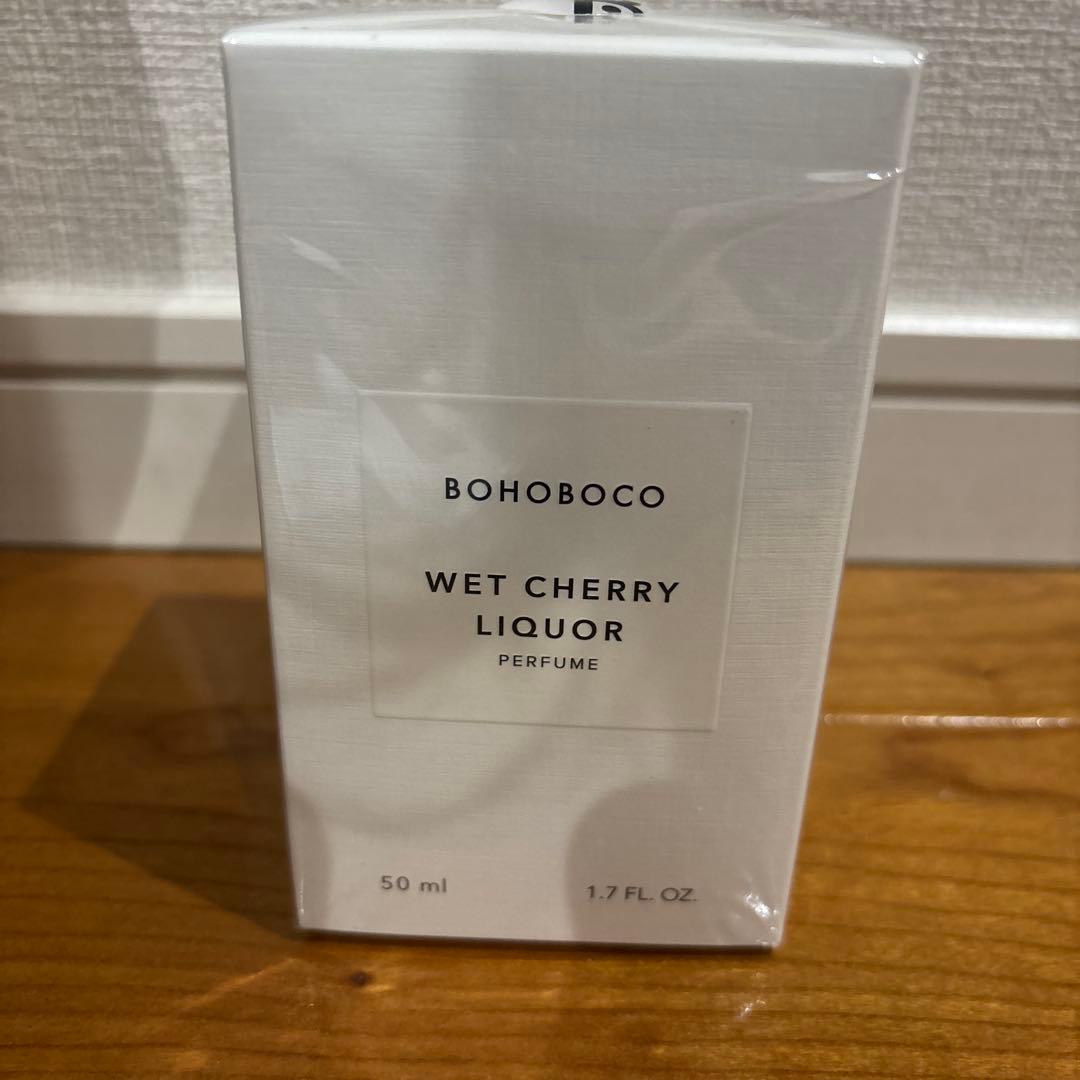 BOHOBOCO
WET CHERRY
LIQUOR
PERFUME
50 ml
1.7 FL. OZ.